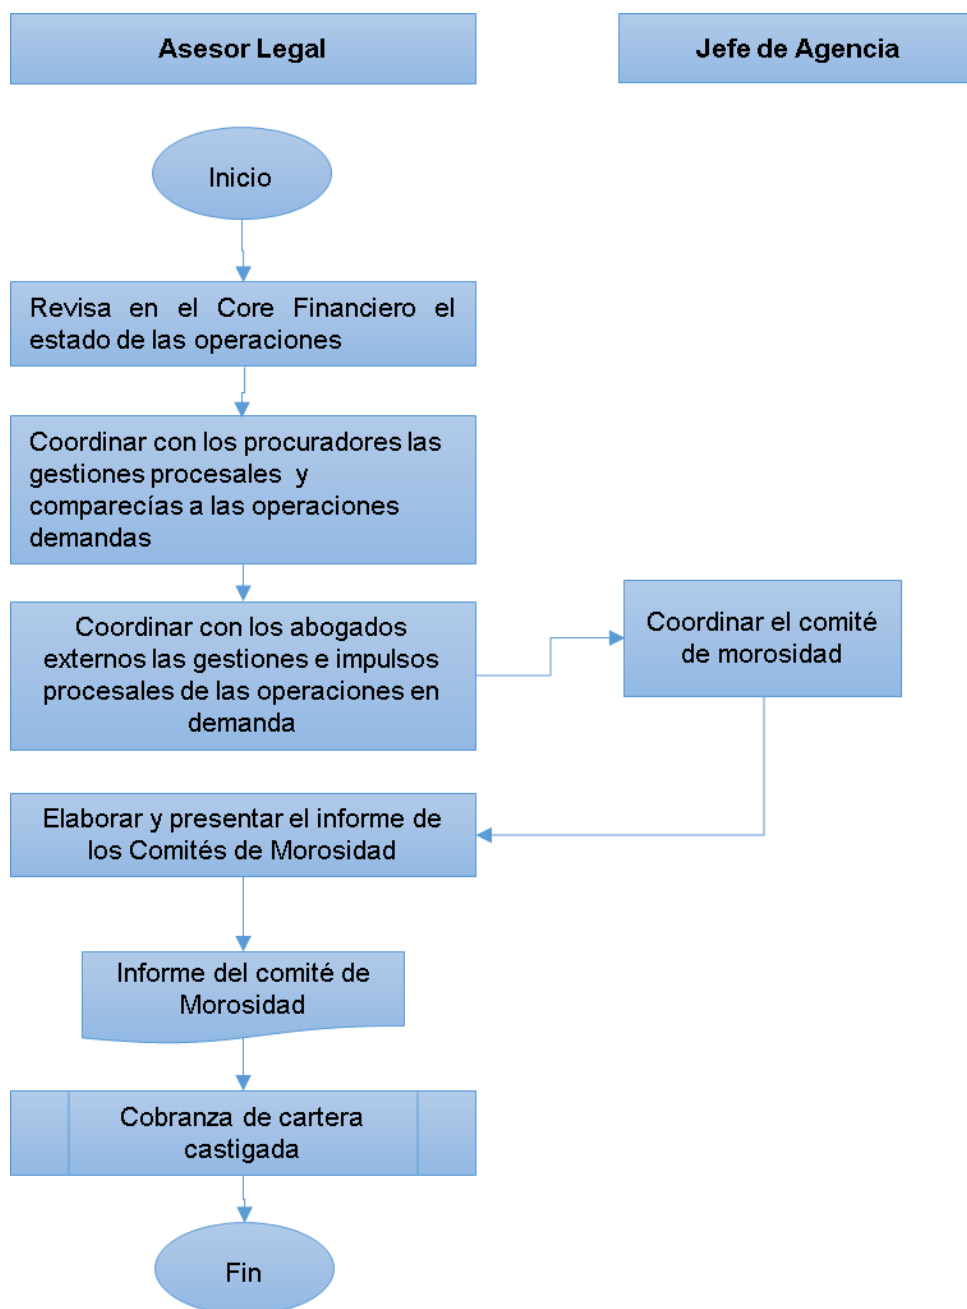 Asesor Legal
Jefe de Agencia
Inicio
Revisa en el Core Financiero el
estado de las operaciones
Coordinar con los procuradores las
gestiones procesales y
comparecías a las operaciones
demandas
Coordinar con los abogados
externos las gestiones e impulsos
procesales de las operaciones en
demanda
Coordinar el comité
de morosidad
Elaborar y presentar el informe de
los Comités de Morosidad
Informe del comité de
Morosidad
Cobranza de cartera
castigada
Fin